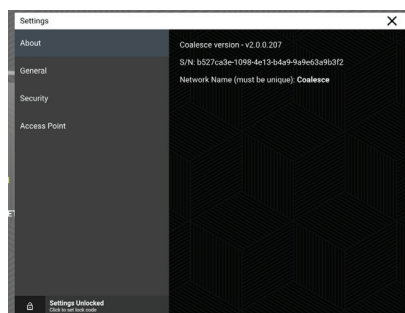 Settings
About
General
Security
Access Point
Coalesce version - v2.0.0.207
S/N: b527ca3e-1098-4e13-b4a9-9a9e63a9b3f2
Network Name (must be unique): Coalesce
Settings Unlocked
Click to set lock code